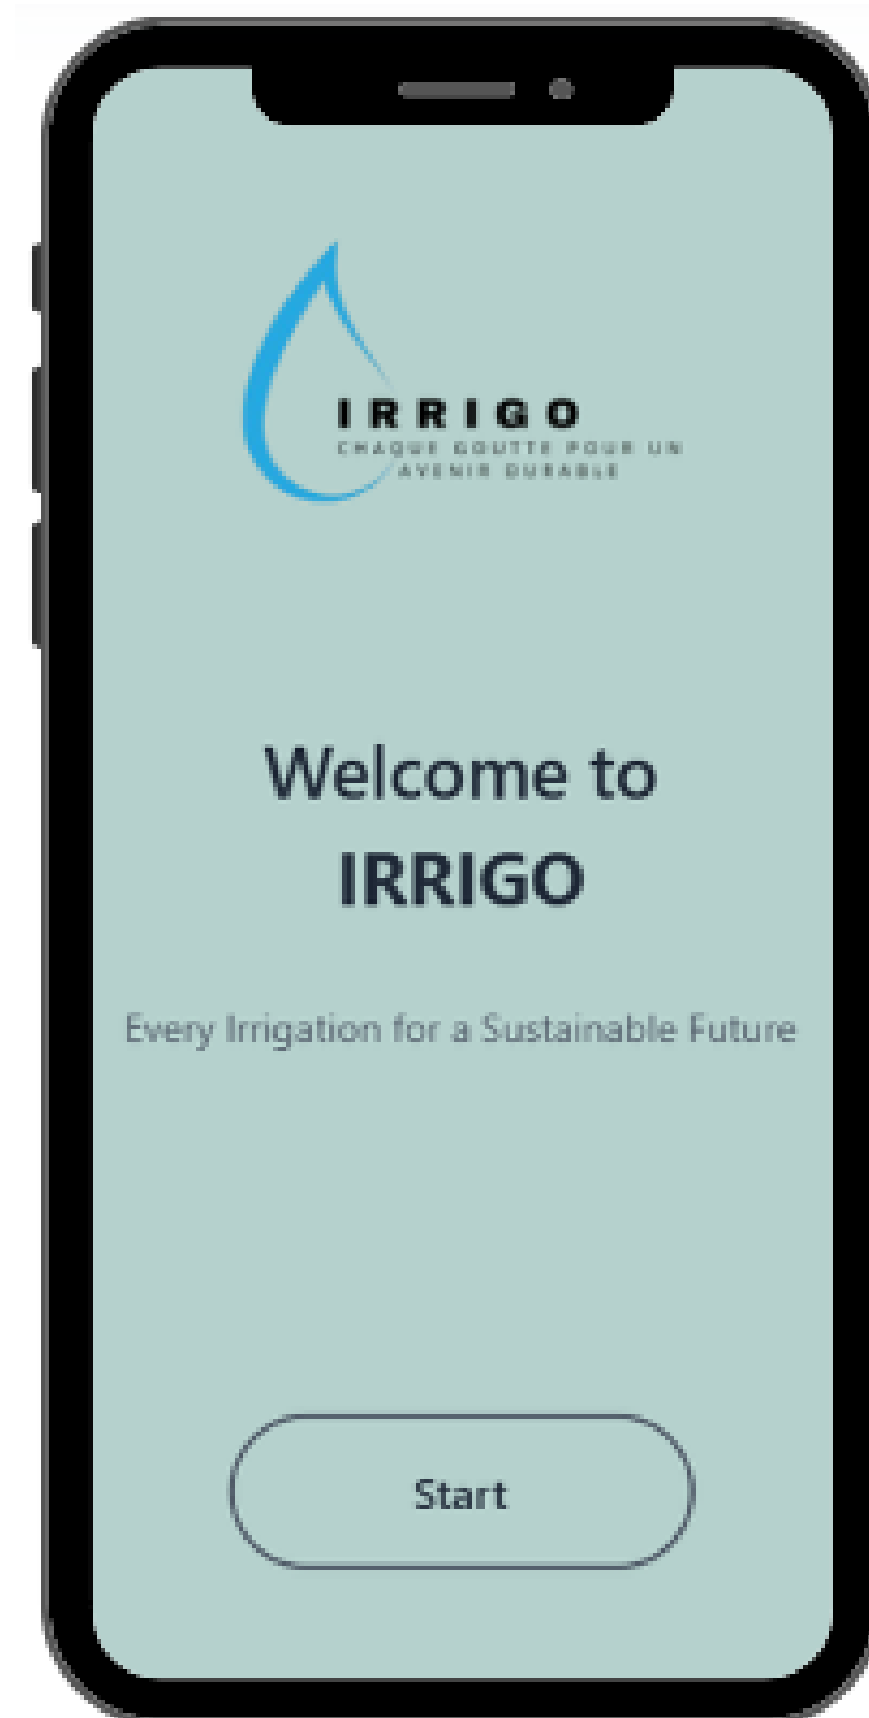 IRRIGO
CHAQUE GOUTTE POUR UN
AVENIR DURABLE
Welcome to
IRRIGO
Every Irrigation for a Sustainable Future
Start